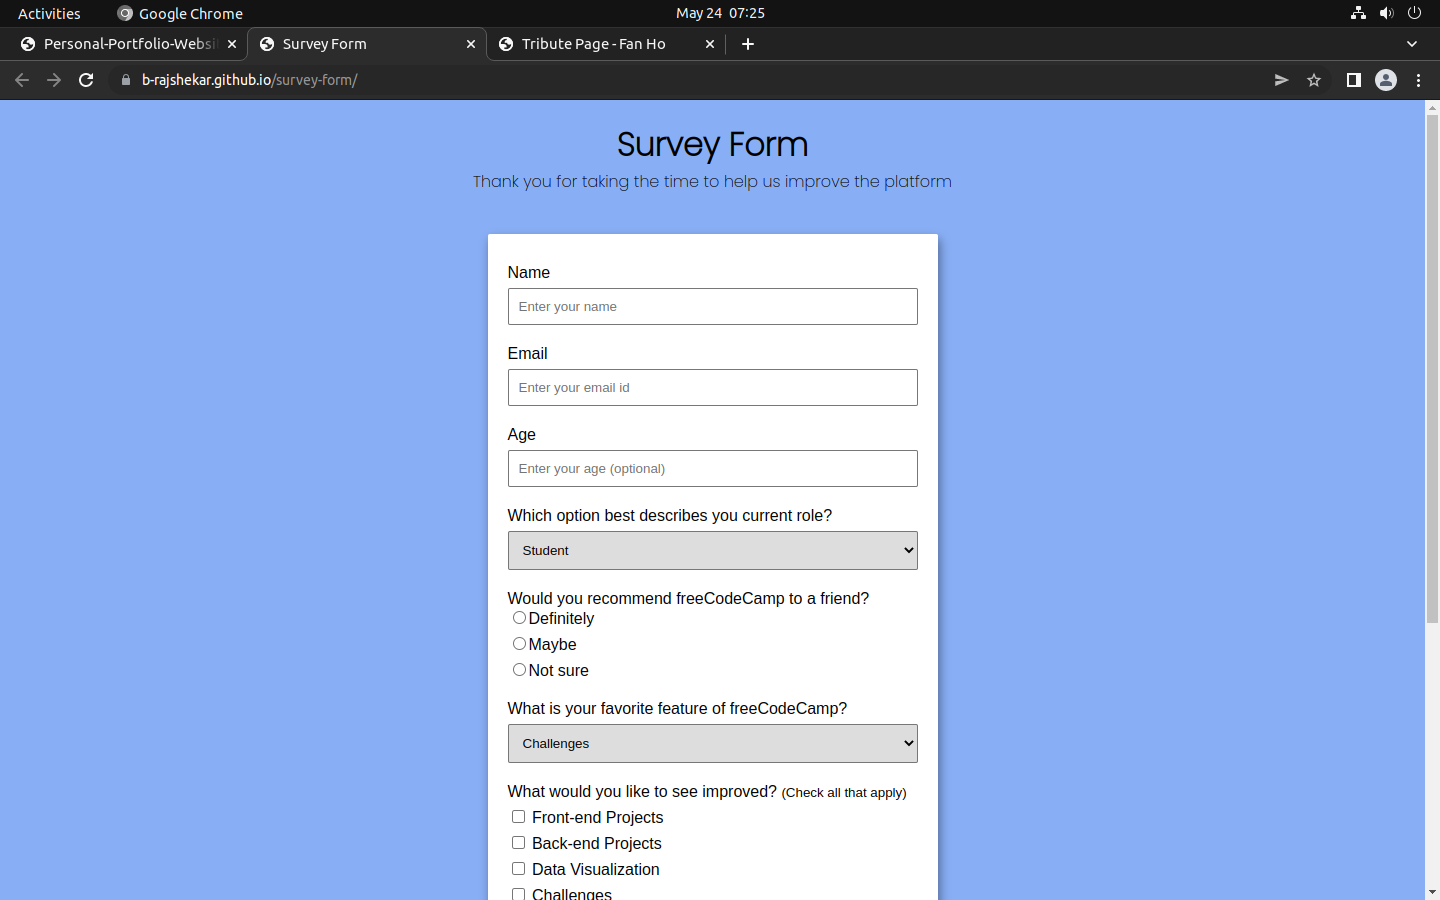 Activities
Google Chrome
May 24 07:25
Personal-Portfolio-Websi
Survey Form
Tribute Page - Fan Ho
b-rajshekar.github.io/survey-form/
Survey Form
Thank you for taking the time to help us improve the platform
Name
Enter your name
Email
Enter your email id
Age
Enter your age (optional)
Which option best describes you current role?
Student
Would you recommend freeCodeCamp to a friend?
Definitely
Maybe
Not sure
What is your favorite feature of freeCodeCamp?
Challenges
What would you like to see improved? (Check all that apply)
Front-end Projects
Back-end Projects
Data Visualization
Challenges